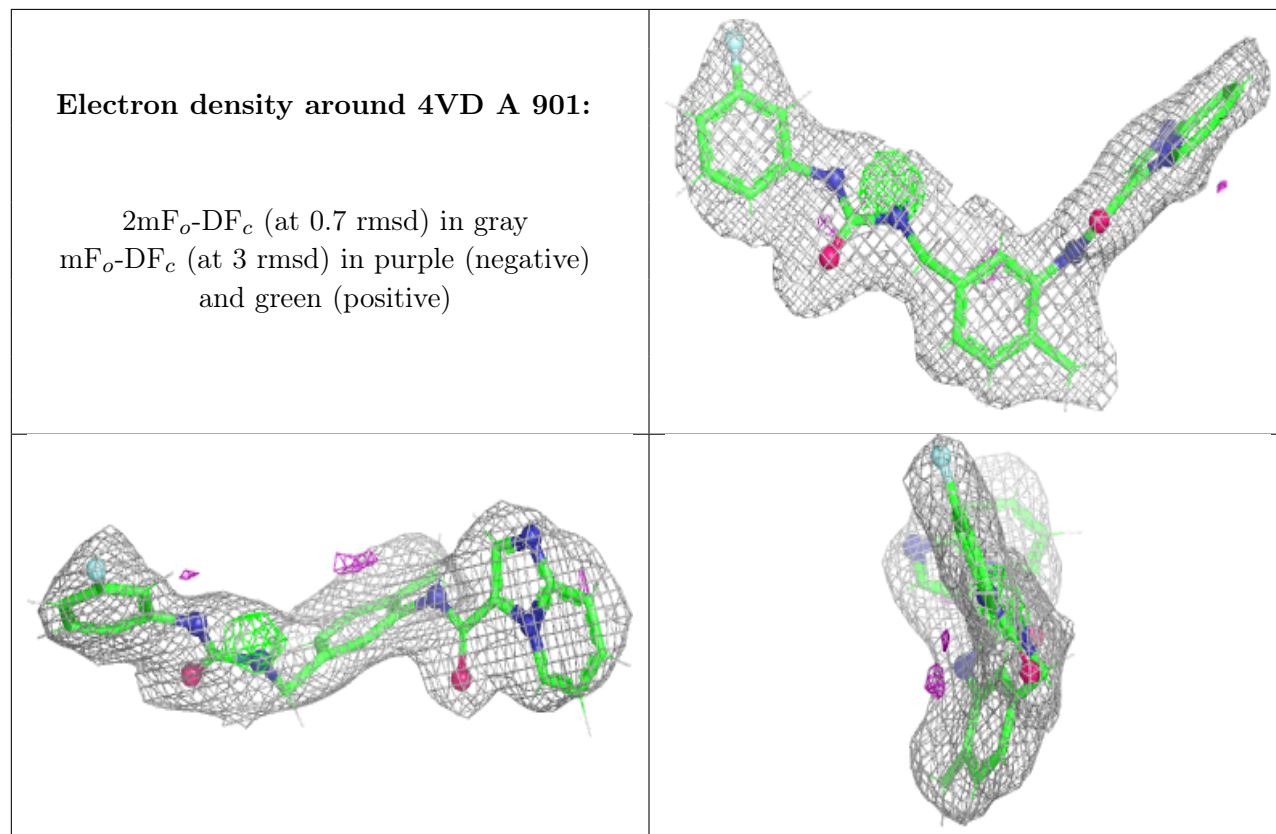 Electron density around 4VD A 901:
2mFo-DFc (at 0.7 rmsd) in gray
mFo-DFc (at 3 rmsd) in purple (negative)
and green (positive)